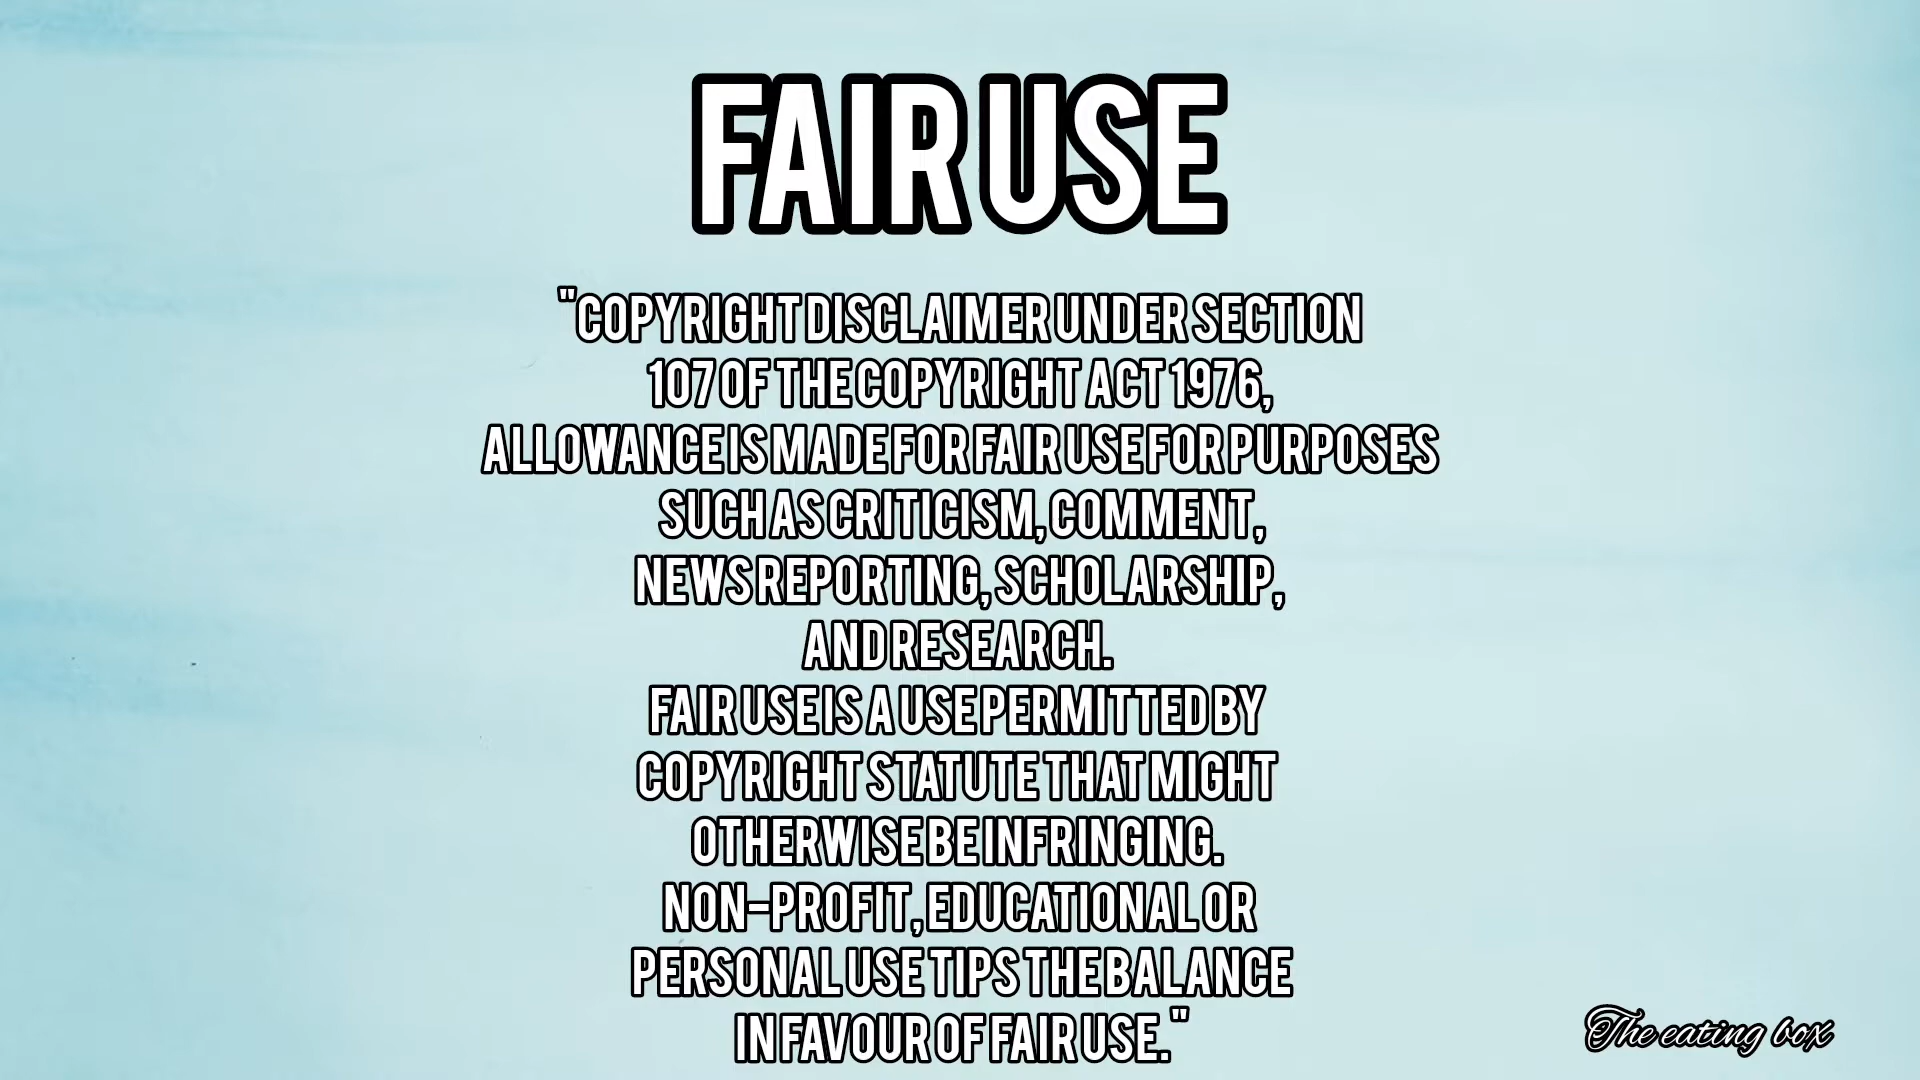 FAIR USE
"COPYRIGHT DISCLAIMER UNDER SECTION
107 OF THE COPYRIGHT ACT 1976,
ALLOWANCE IS MADE FOR FAIR USE FOR PURPOSES
SUCH AS CRITICISM, COMMENT,
NEWS REPORTING, SCHOLARSHIP,
AND RESEARCH.
FAIR USE IS A USE PERMITTED BY
COPYRIGHT STATUTE THAT MIGHT
OTHERWISE BE INFRINGING.
NON-PROFIT, EDUCATIONAL OR
PERSONAL USE TIPS THE BALANCE
IN FAVOUR OF FAIR USE."
The eating box